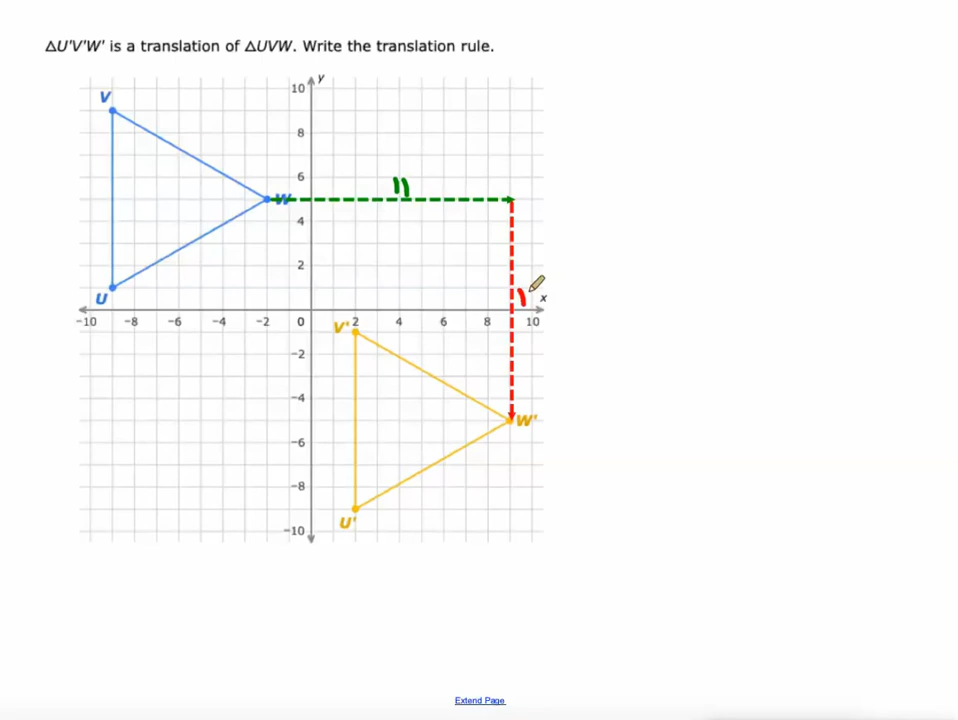 ΔU'V'W' is a translation of ΔUVW. Write the translation rule.
y
10
V
8
6
11
W
4
2
1
U
x
-10 -8 -6 -4 -2 0 2 4 6 8 10
V'
-2
-4
W'
-6
-8
U'
-10
Extend Page